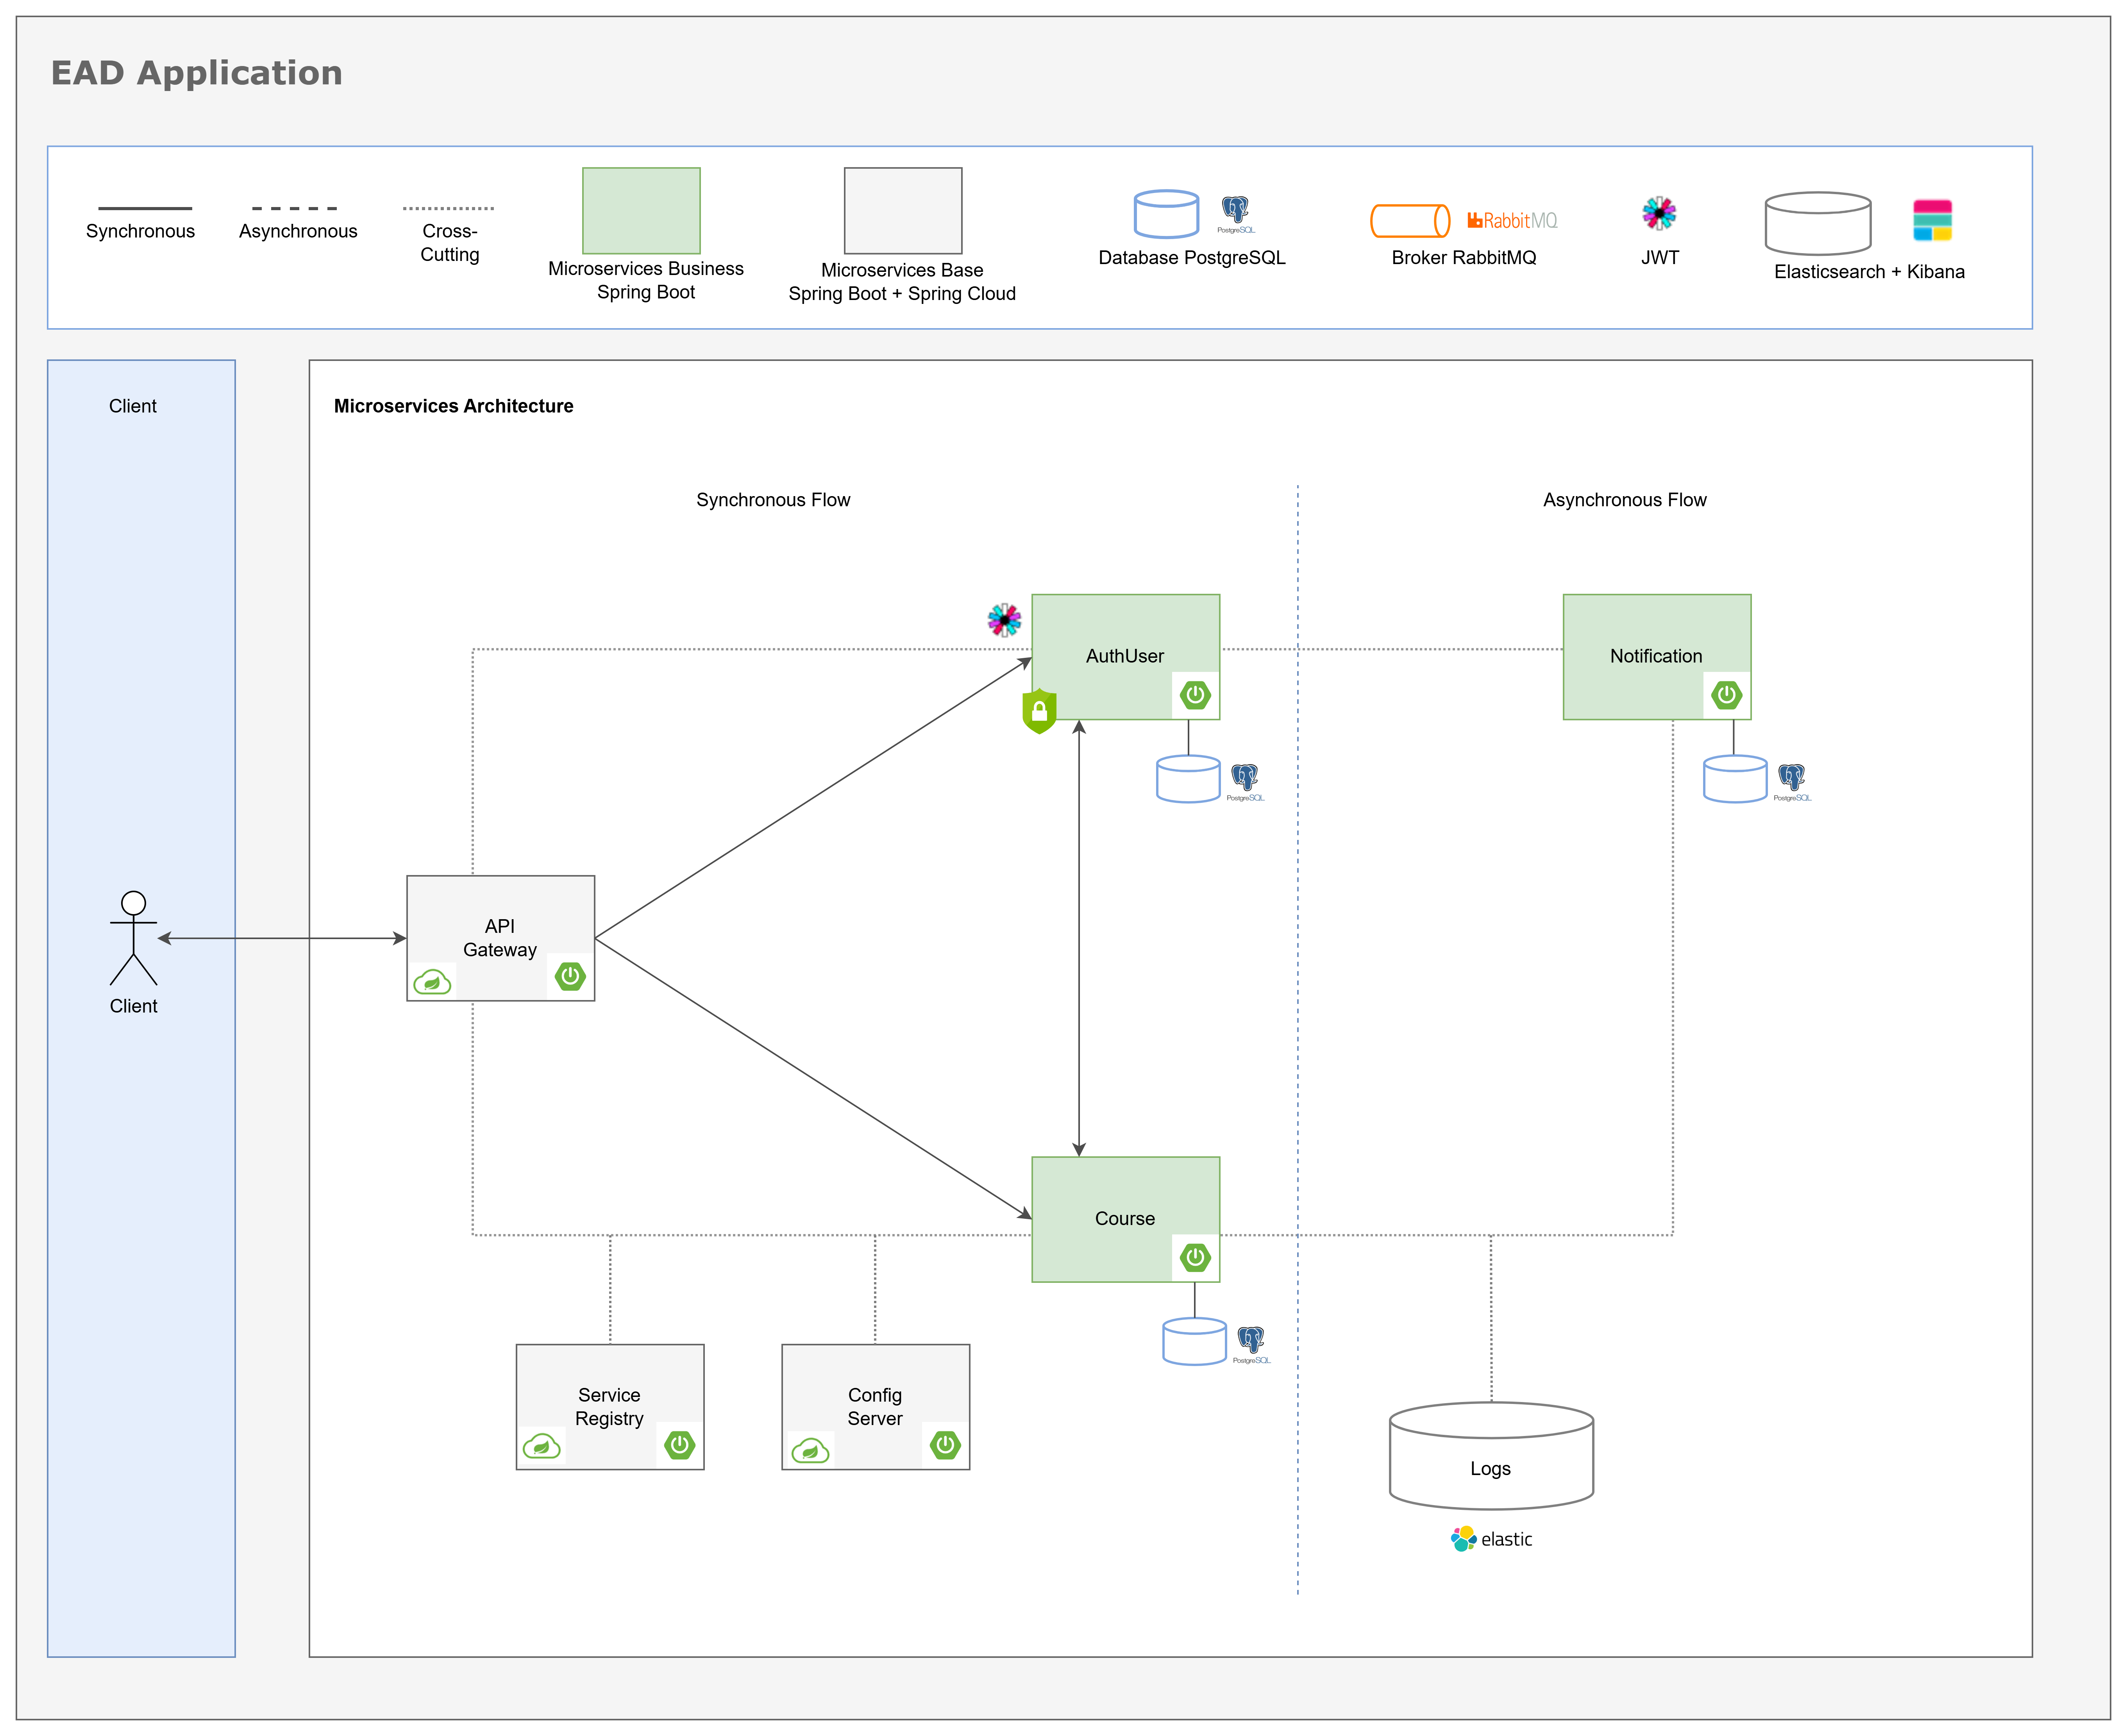 EAD Application
Synchronous
Asynchronous
Cross-
Cutting
Microservices Business
Spring Boot
Microservices Base
Spring Boot + Spring Cloud
PostgreSQL
Database PostgreSQL
RabbitMQ
Broker RabbitMQ
JWT
Elasticsearch + Kibana
Client
Microservices Architecture
Synchronous Flow
Asynchronous Flow
AuthUser
PostgreSQL
Notification
PostgreSQL
API
Gateway
Client
Course
PostgreSQL
Service
Registry
Config
Server
Logs
elastic